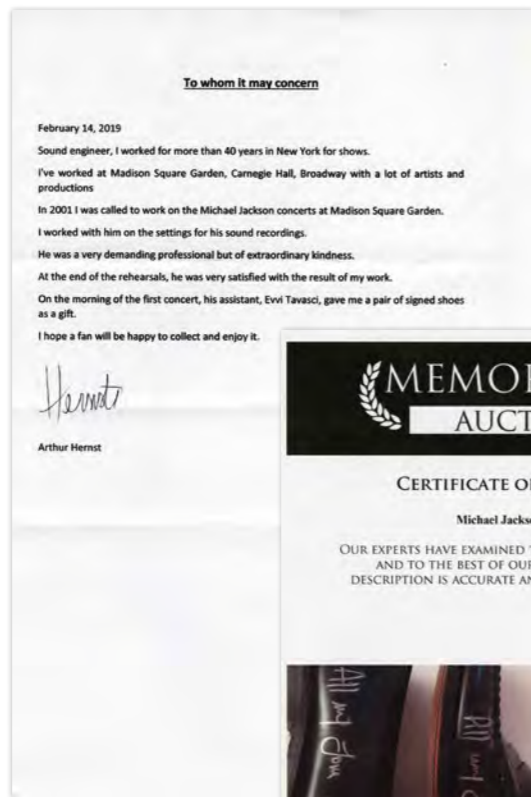 To whom it may concern
February 14, 2019
Sound engineer, I worked for more than 40 years in New York for shows.
I've worked at Madison Square Garden, Carnegie Hall, Broadway with a lot of artists and
productions
In 2001 I was called to work on the Michael Jackson concerts at Madison Square Garden.
I worked with him on the settings for his sound recordings.
He was a very demanding professional but of extraordinary kindness.
At the end of the rehearsals, he was very satisfied with the result of my work.
On the morning of the first concert, his assistant, Evvi Tavasci, gave me a pair of signed shoes
as a gift.
I hope a fan will be happy to collect and enjoy it.
Hernst
Arthur Hernst
MEMO
AUCT
CERTIFICATE O
Michael Jacks
OUR EXPERTS HAVE EXAMINED
AND TO THE BEST OF OU
DESCRIPTION IS ACCURATE A
All my
All my